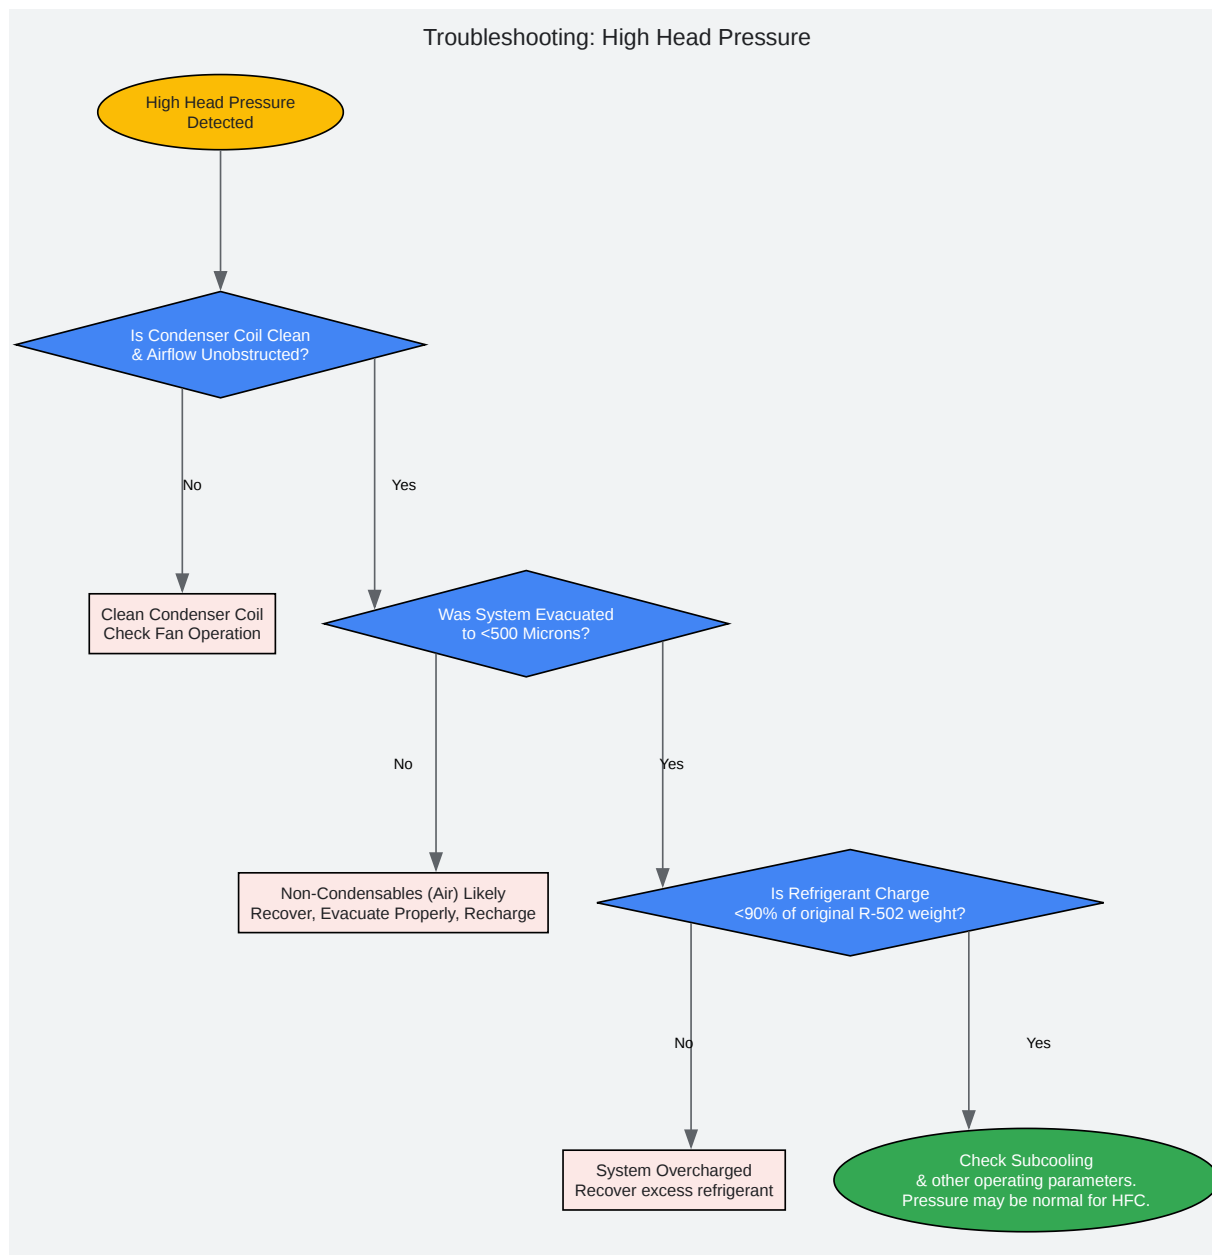 Troubleshooting: High Head Pressure
High Head Pressure
Detected
Is Condenser Coil Clean
& Airflow Unobstructed?
No
Yes
Clean Condenser Coil
Check Fan Operation
Was System Evacuated
to <500 Microns?
No
Yes
Non-Condensables (Air) Likely
Recover, Evacuate Properly, Recharge
Is Refrigerant Charge
<90% of original R-502 weight?
No
Yes
System Overcharged
Recover excess refrigerant
Check Subcooling
& other operating parameters.
Pressure may be normal for HFC.